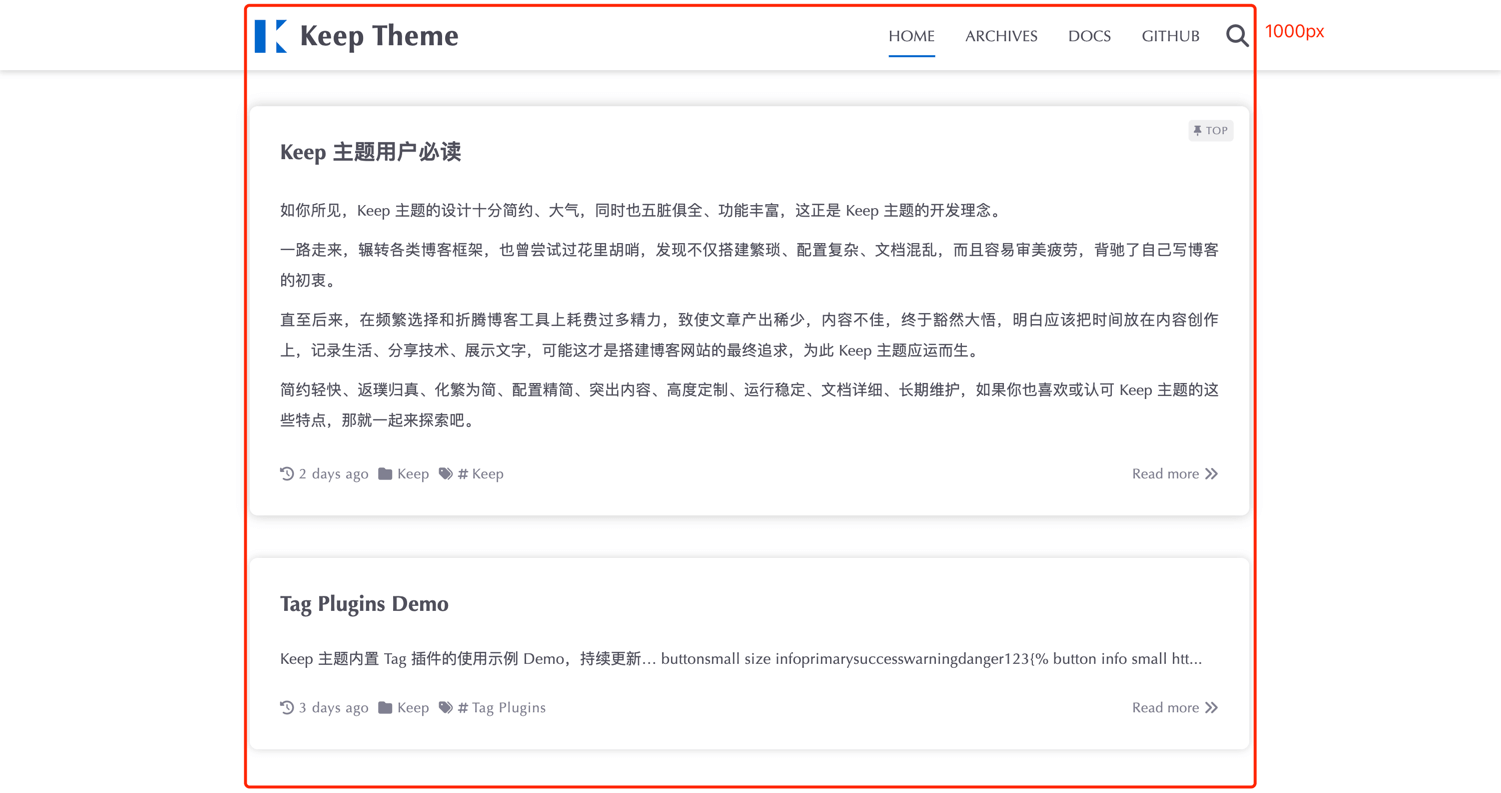 Keep Theme
HOME ARCHIVES DOCS GITHUB
1000px
TOP
Keep 主题用户必读
如你所见，Keep 主题的设计十分简约、大气，同时也五脏俱全、功能丰富，这正是 Keep 主题的开发理念。
一路走来，辗转各类博客框架，也曾尝试过花里胡哨，发现不仅搭建繁琐、配置复杂、文档混乱，而且容易审美疲劳，背驰了自己写博客
的初衷。
直至后来，在频繁选择和折腾博客工具上耗费过多精力，致使文章产出稀少，内容不佳，终于豁然大悟，明白应该把时间放在内容创作
上，记录生活、分享技术、展示文字，可能这才是搭建博客网站的最终追求，为此 Keep 主题应运而生。
简约轻快、返璞归真、化繁为简、配置精简、突出内容、高度定制、运行稳定、文档详细、长期维护，如果你也喜欢或认可 Keep 主题的这
些特点，那就一起来探索吧。
2 days ago Keep # Keep Read more
Tag Plugins Demo
Keep 主题内置 Tag 插件的使用示例 Demo，持续更新… buttonsmall size infoprimarysuccesswarningdanger123{% button info small htt...
3 days ago Keep # Tag Plugins Read more